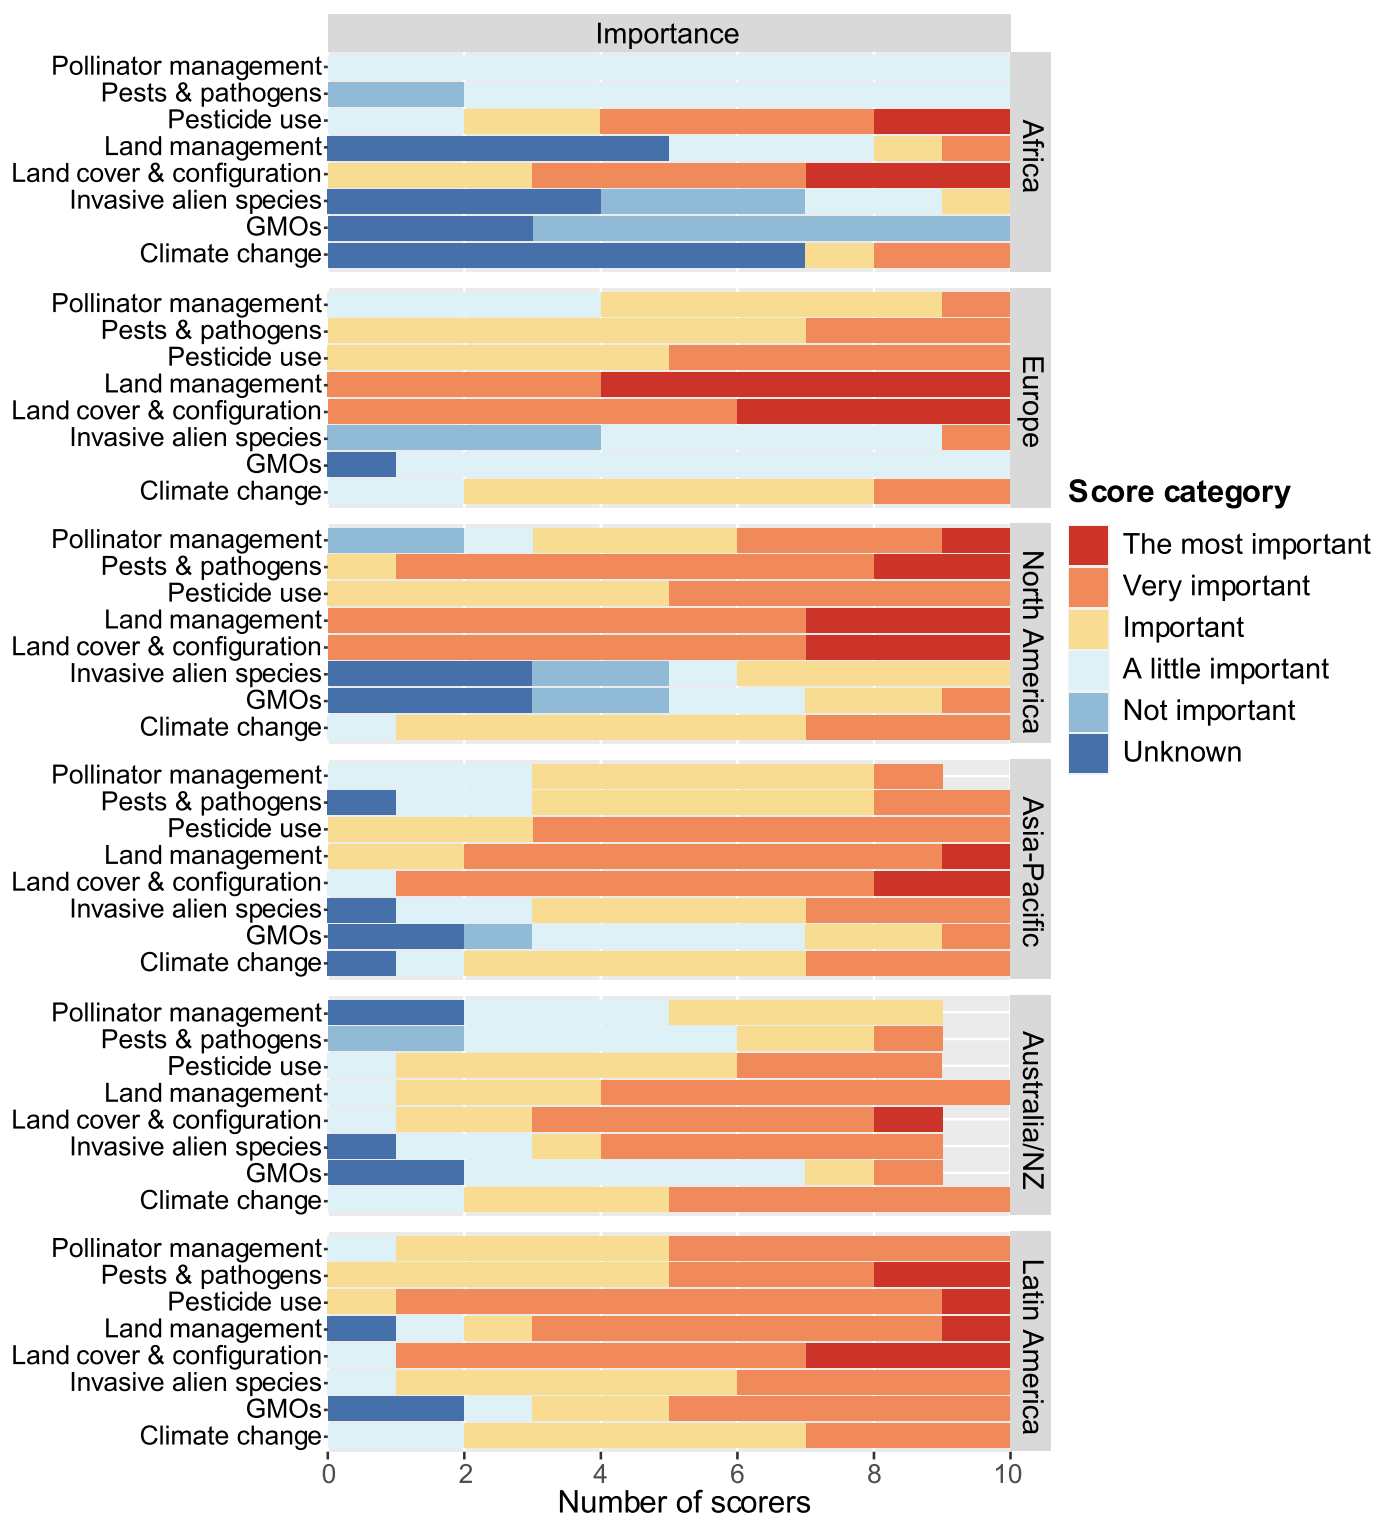 Importance
Pollinator management
Pests & pathogens
Pesticide use
Land management
Land cover & configuration
Invasive alien species
GMOs
Climate change
Africa
Pollinator management
Pests & pathogens
Pesticide use
Land management
Land cover & configuration
Invasive alien species
GMOs
Climate change
Europe
Pollinator management
Pests & pathogens
Pesticide use
Land management
Land cover & configuration
Invasive alien species
GMOs
Climate change
North America
Pollinator management
Pests & pathogens
Pesticide use
Land management
Land cover & configuration
Invasive alien species
GMOs
Climate change
Asia-Pacific
Pollinator management
Pests & pathogens
Pesticide use
Land management
Land cover & configuration
Invasive alien species
GMOs
Climate change
Australia/NZ
Pollinator management
Pests & pathogens
Pesticide use
Land management
Land cover & configuration
Invasive alien species
GMOs
Climate change
Latin America
0 2 4 6 8 10
Number of scorers
Score category
The most important
Very important
Important
A little important
Not important
Unknown